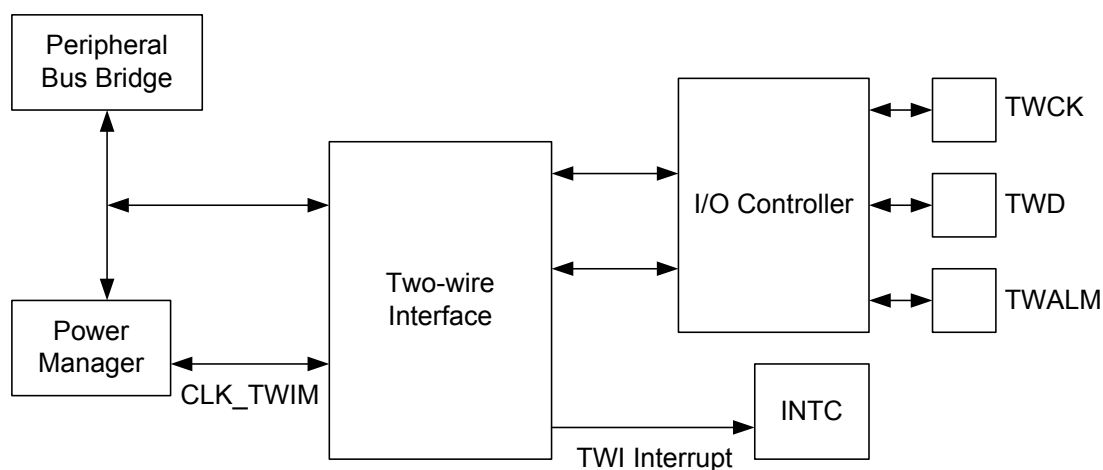 Peripheral
Bus Bridge
TWCK
I/O Controller
TWD
Two-wire
Interface
TWALM
Power
Manager
CLK_TWIM
INTC
TWI Interrupt